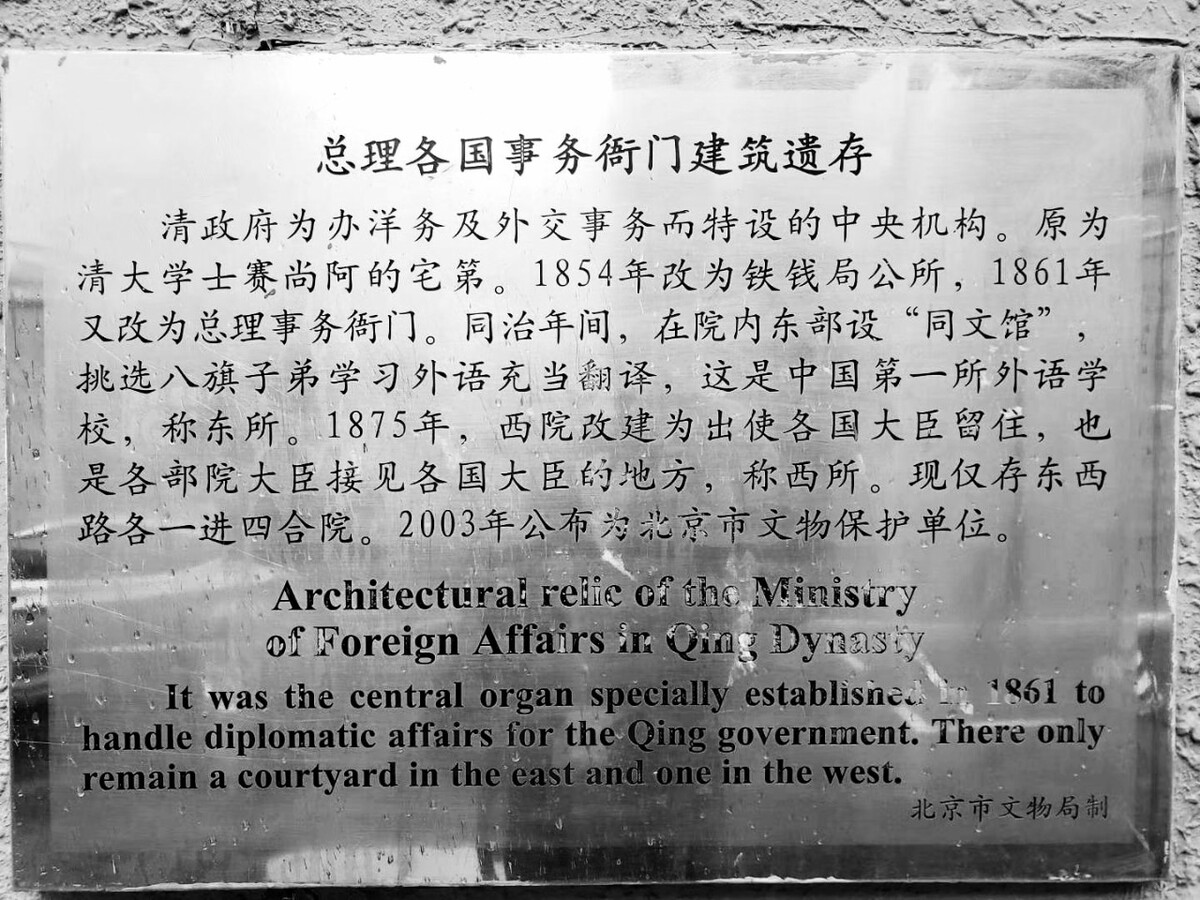 总理各国事务衙门建筑遗存
清政府为办洋务及外交事务而特设的中央机构。原为
清大学士赛尚阿的宅第。1854年改为铁钱局公所，1861年
又改为总理事务衙门。同治年间，在院内东部设“同文馆”，
挑选八旗子弟学习外语充当翻译，这是中国第一所外语学
校，称东所。1875年，西院改建为出使各国大臣留住，也
是各部院大臣接见各国大臣的地方，称西所。现仅存东西
路各一进四合院。2003年公布为北京市文物保护单位。
Architectural relic of the Ministry
of Foreign Affairs in Qing Dynasty
It was the central organ specially established in 1861 to
handle diplomatic affairs for the Qing government. There only
remain a courtyard in the east and one in the west.
北京市文物局制